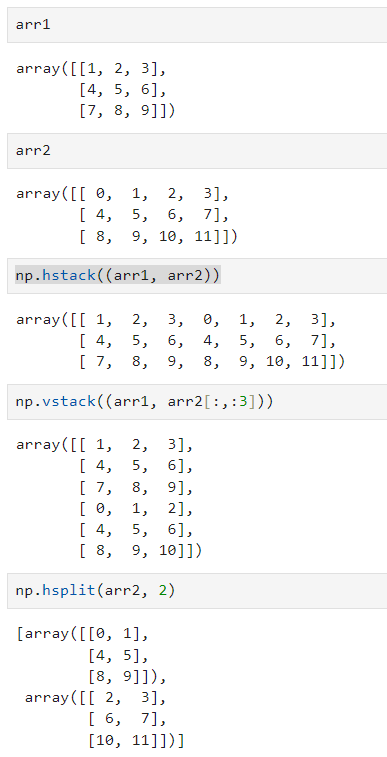 arr1
array([[1, 2, 3],
       [4, 5, 6],
       [7, 8, 9]])
arr2
array([[ 0,  1,  2,  3],
       [ 4,  5,  6,  7],
       [ 8,  9, 10, 11]])
np.hstack((arr1, arr2))
array([[ 1,  2,  3,  0,  1,  2,  3],
       [ 4,  5,  6,  4,  5,  6,  7],
       [ 7,  8,  9,  8,  9, 10, 11]])
np.vstack((arr1, arr2[:,:3]))
array([[ 1,  2,  3],
       [ 4,  5,  6],
       [ 7,  8,  9],
       [ 0,  1,  2],
       [ 4,  5,  6],
       [ 8,  9, 10]])
np.hsplit(arr2, 2)
[array([[0, 1],
        [4, 5],
        [8, 9]]),
 array([[ 2,  3],
        [ 6,  7],
        [10, 11]])]